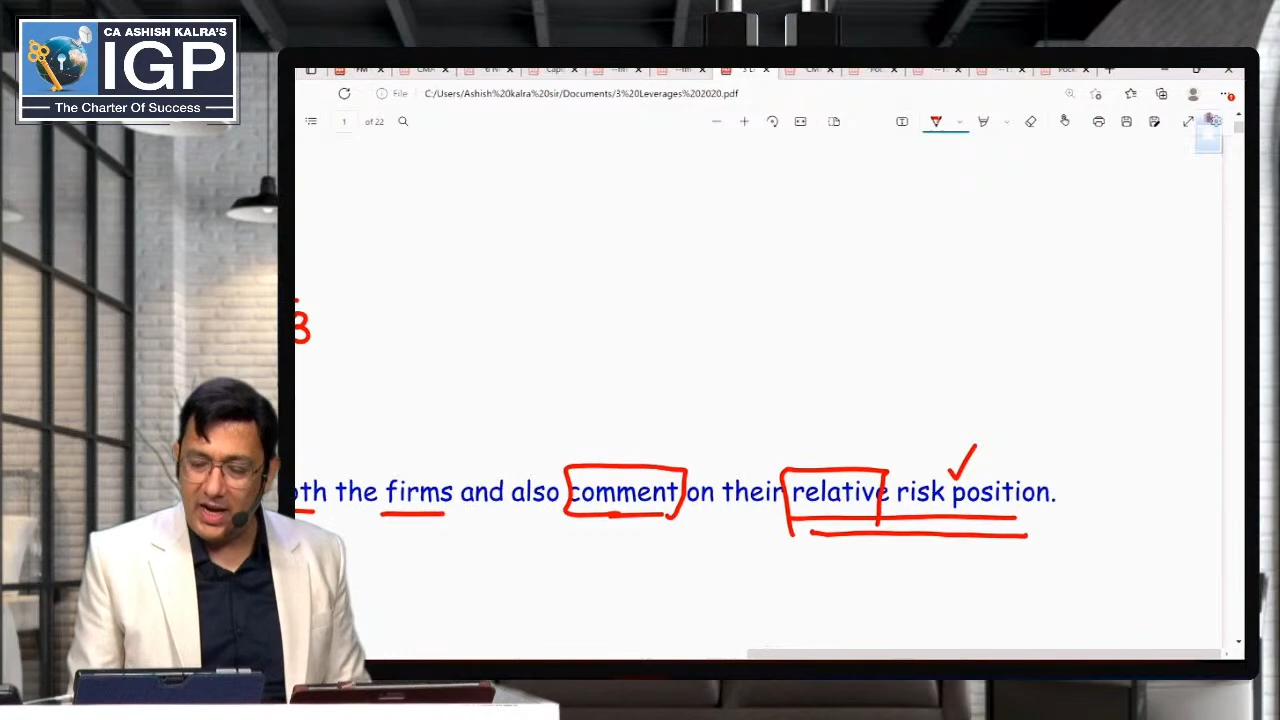 CA ASHISH KALRA'S
IGP
The Charter Of Success
File
C:/Users/Ashish%20kalra%20sir/Documents/3%20Leverages%202020.pdf
1 of 22
3
oth the firms and also comment on their relative risk position.